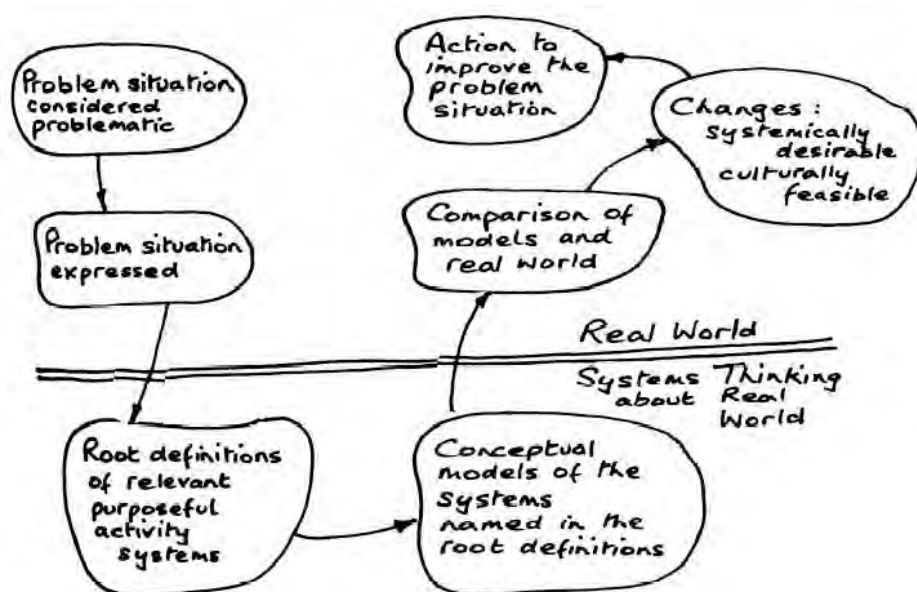 Problem situation
considered
problematic
Problem situation
expressed
Root definitions
of relevant
purposeful
activity
systems
Conceptual
models of the
systems
named in the
root definitions
Comparison of
models and
real world
Changes:
systemically
desirable
culturally
feasible
Action to
improve the
problem
situation
Real World
Systems Thinking
about Real
World